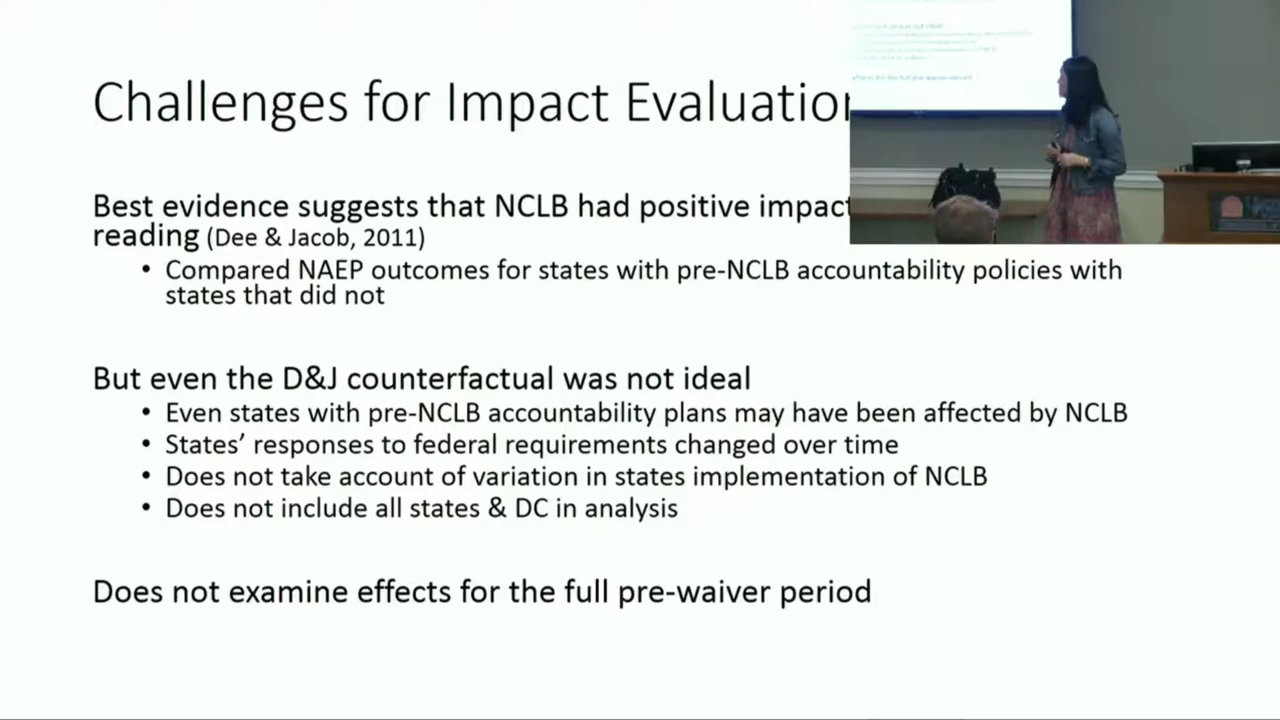 Challenges for Impact Evaluation
Best evidence suggests that NCLB had positive impact
reading (Dee & Jacob, 2011)
• Compared NAEP outcomes for states with pre-NCLB accountability policies with
states that did not
But even the D&J counterfactual was not ideal
• Even states with pre-NCLB accountability plans may have been affected by NCLB
• States’ responses to federal requirements changed over time
• Does not take account of variation in states implementation of NCLB
• Does not include all states & DC in analysis
Does not examine effects for the full pre-waiver period